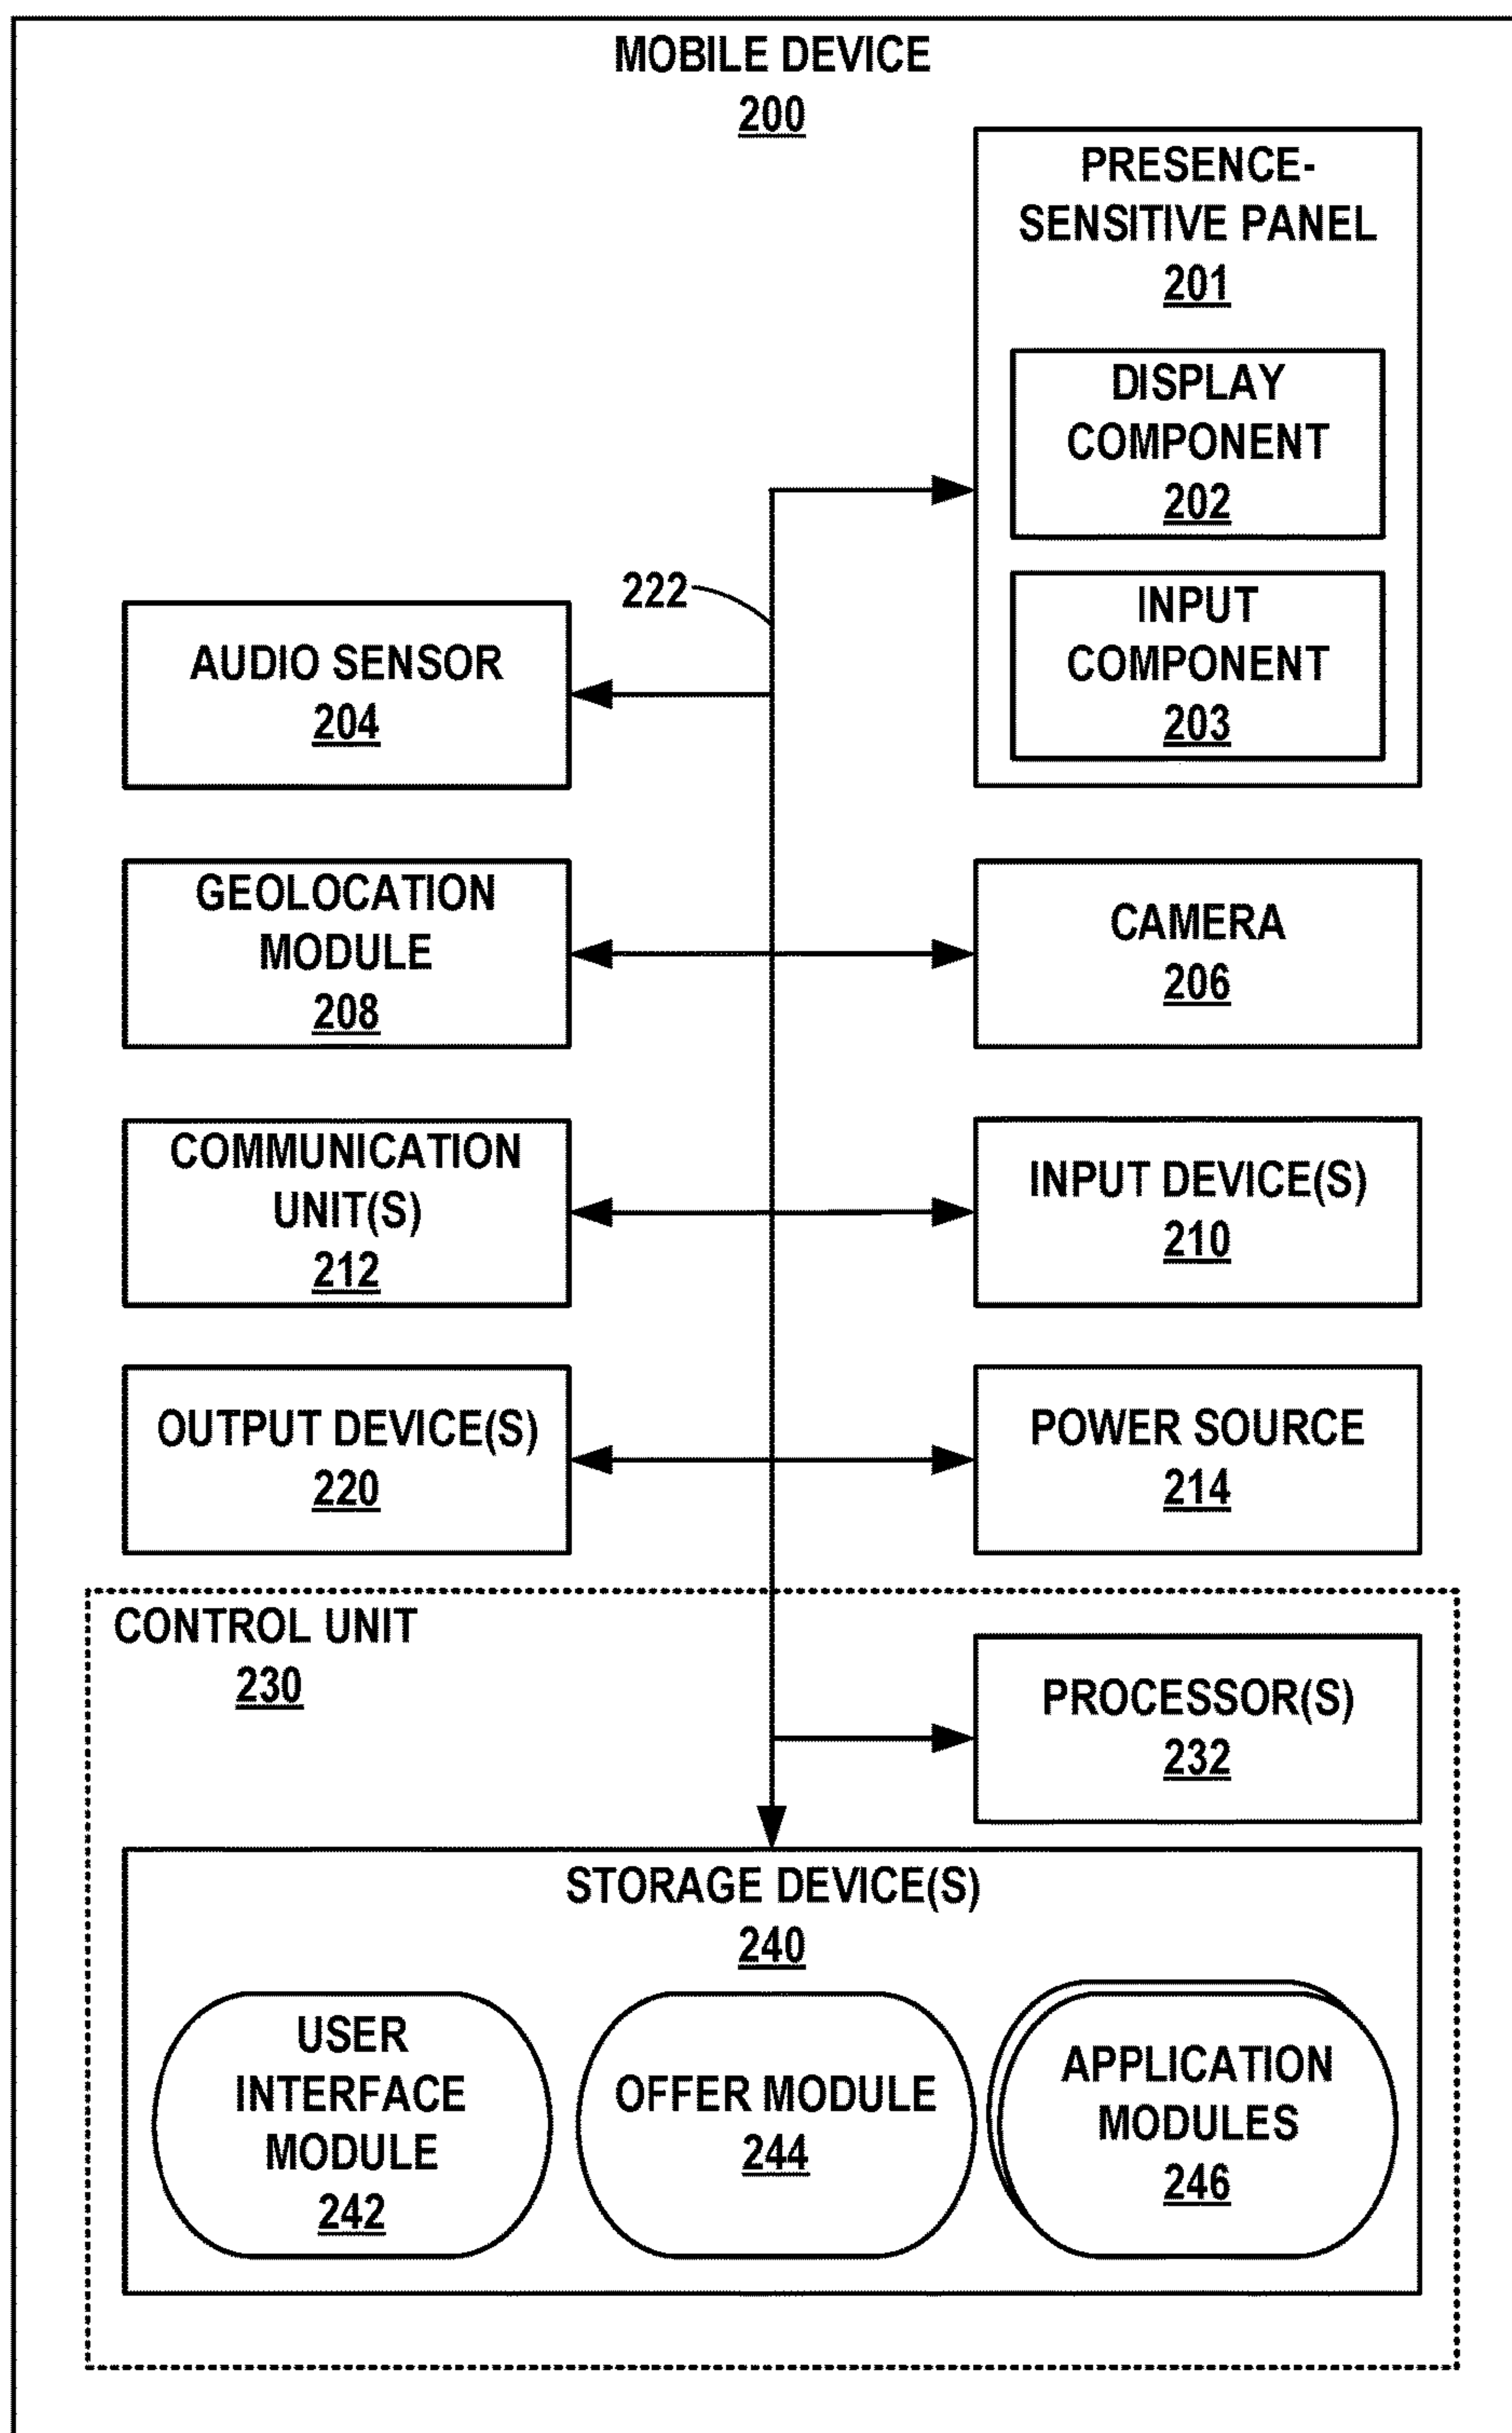 MOBILE DEVICE
200
PRESENCE-
SENSITIVE PANEL
201
DISPLAY
COMPONENT
202
222
INPUT
COMPONENT
203
AUDIO SENSOR
204
GEOLOCATION
MODULE
208
CAMERA
206
COMMUNICATION
UNIT(S)
212
INPUT DEVICE(S)
210
OUTPUT DEVICE(S)
220
POWER SOURCE
214
CONTROL UNIT
230
PROCESSOR(S)
232
STORAGE DEVICE(S)
240
USER
INTERFACE
MODULE
242
OFFER MODULE
244
APPLICATION
MODULES
246